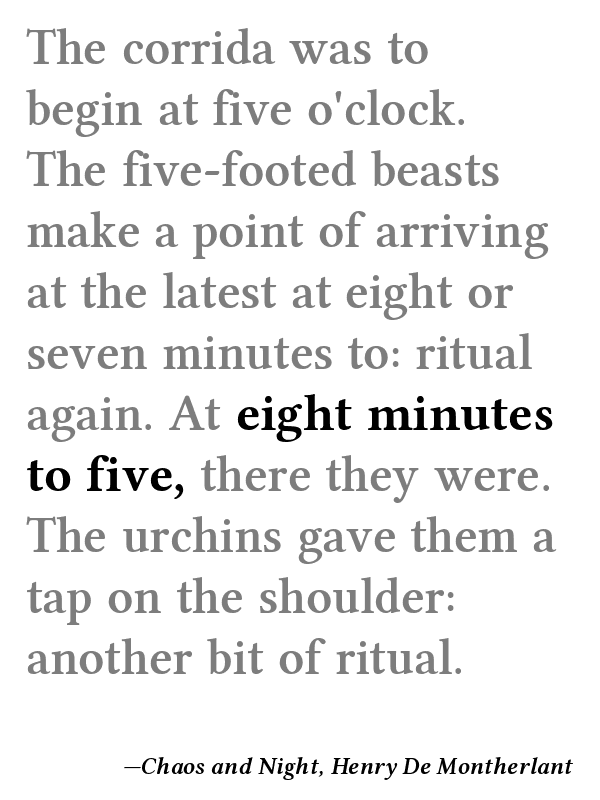 The corrida was to
begin at five o'clock.
The five-footed beasts
make a point of arriving
at the latest at eight or
seven minutes to: ritual
again. At eight minutes
to five, there they were.
The urchins gave them a
tap on the shoulder:
another bit of ritual.
—Chaos and Night, Henry De Montherlant